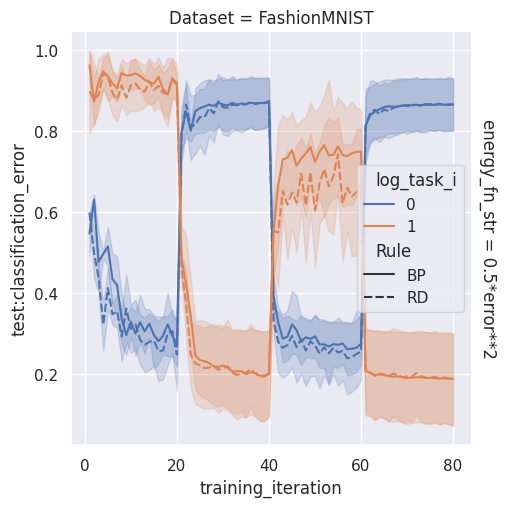 Dataset = FashionMNIST
test:classification_error
1.0
0.8
0.6
0.4
0.2
0
20
40
60
80
training_iteration
log_task_i
0
1
Rule
BP
RD
energy_fn_str = 0.5*error**2